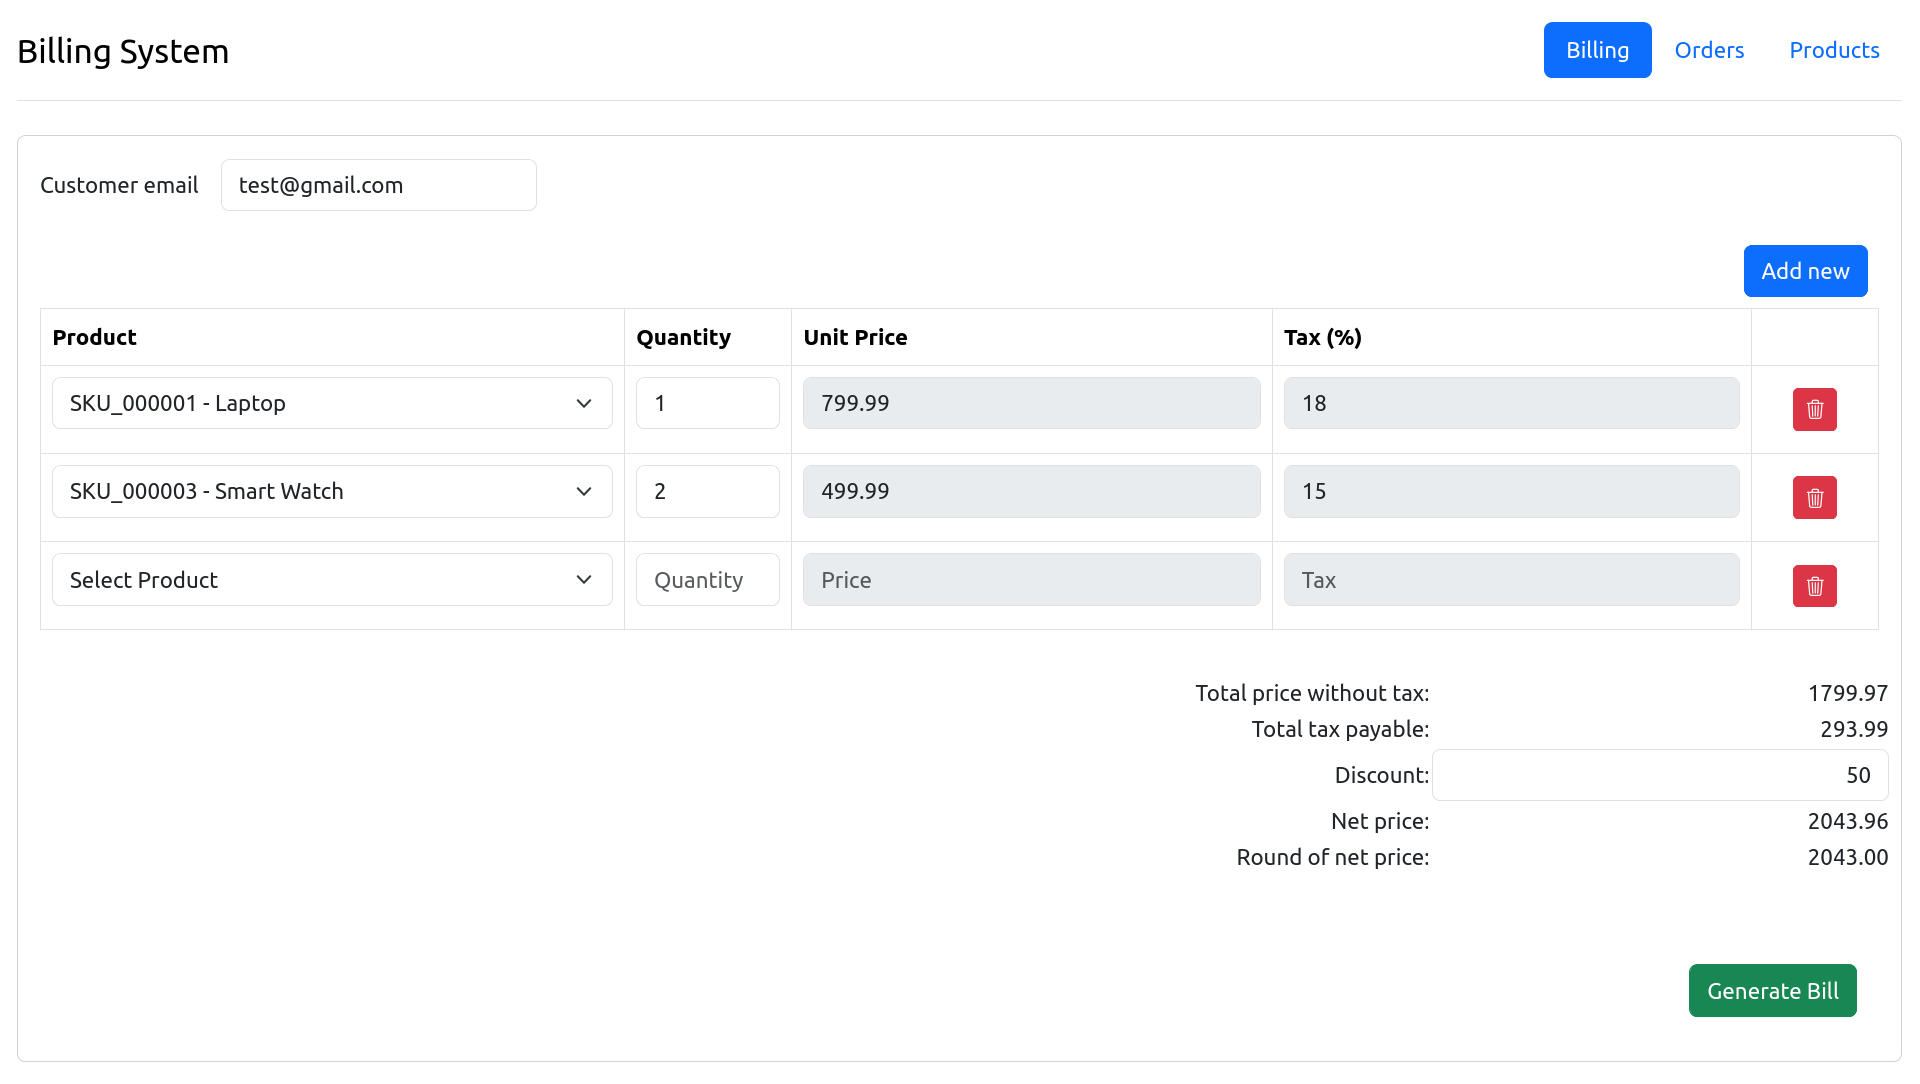 Billing System
Billing Orders Products
Customer email test@gmail.com
Add new
Product Quantity Unit Price Tax (%)
SKU_000001 - Laptop 1 799.99 18
SKU_000003 - Smart Watch 2 499.99 15
Select Product Quantity Price Tax
Total price without tax: 1799.97
Total tax payable: 293.99
Discount: 50
Net price: 2043.96
Round of net price: 2043.00
Generate Bill